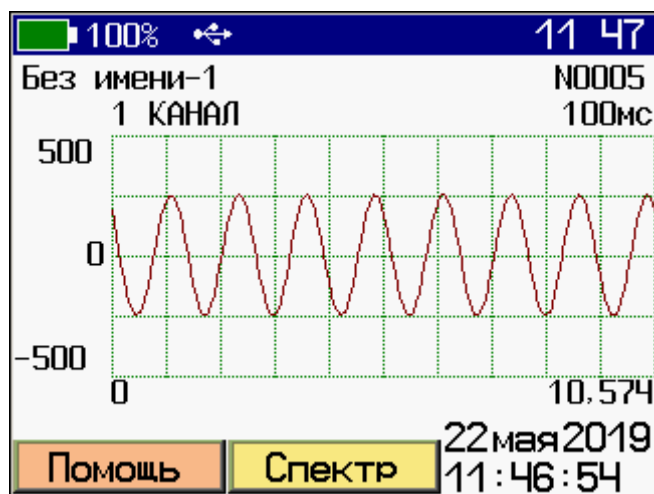 100% 11 47
Без имени-1 N0005
1 КАНАЛ 100мс
500
0
-500
0 10,574
22мая2019
Помощь Спектр 11:46:54